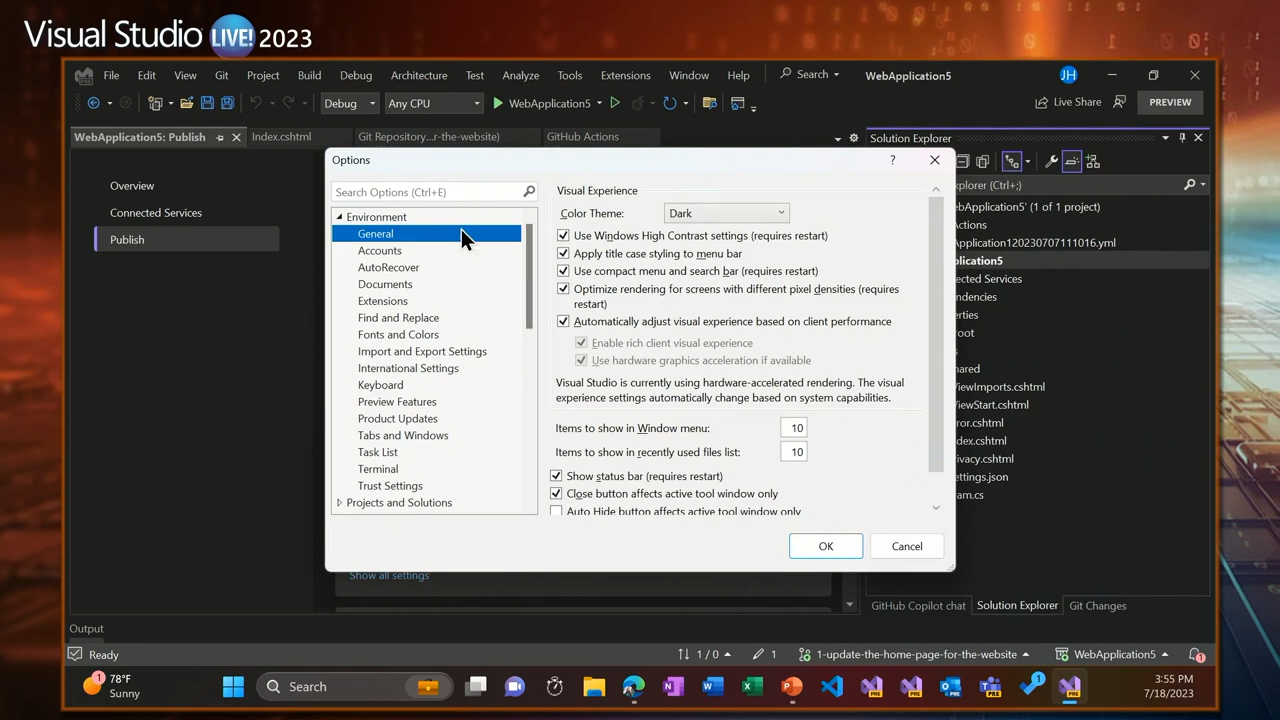 Visual Studio LIVE! 2023
File Edit View Git Project Build Debug Architecture Test Analyze Tools Extensions Window Help Search WebApplication5 JH
Debug Any CPU WebApplication5 Live Share PREVIEW
WebApplication5: Publish Index.cshtml Git Repository...r-the-website) GitHub Actions Solution Explorer
Overview
Connected Services
Publish
Options
Search Options (Ctrl+E)
Environment
General
Accounts
AutoRecover
Documents
Extensions
Find and Replace
Fonts and Colors
Import and Export Settings
International Settings
Keyboard
Preview Features
Product Updates
Tabs and Windows
Task List
Terminal
Trust Settings
Projects and Solutions
Visual Experience
Color Theme: Dark
Use Windows High Contrast settings (requires restart)
Apply title case styling to menu bar
Use compact menu and search bar (requires restart)
Optimize rendering for screens with different pixel densities (requires
restart)
Automatically adjust visual experience based on client performance
Enable rich client visual experience
Use hardware graphics acceleration if available
Visual Studio is currently using hardware-accelerated rendering. The visual
experience settings automatically change based on system capabilities.
Items to show in Window menu: 10
Items to show in recently used files list: 10
Show status bar (requires restart)
Close button affects active tool window only
Auto Hide button affects active tool window only
OK Cancel
Show all settings
xplorer (Ctrl+;)
ebApplication5' (1 of 1 project)
Actions
Application120230707111016.yml
plication5
ected Services
endencies
erties
root
s
hared
ViewImports.cshtml
ViewStart.cshtml
ror.cshtml
dex.cshtml
ivacy.cshtml
ettings.json
am.cs
GitHub Copilot chat Solution Explorer Git Changes
Output
Ready 1 / 0 1 1-update-the-home-page-for-the-website WebApplication5 1
1 78°F
Sunny
Search
PRE PRE PRE 1 PRE
3:55 PM
7/18/2023